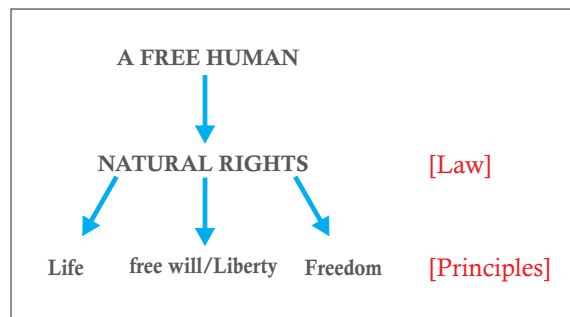 A FREE HUMAN
NATURAL RIGHTS [Law]
Life free will/Liberty Freedom [Principles]